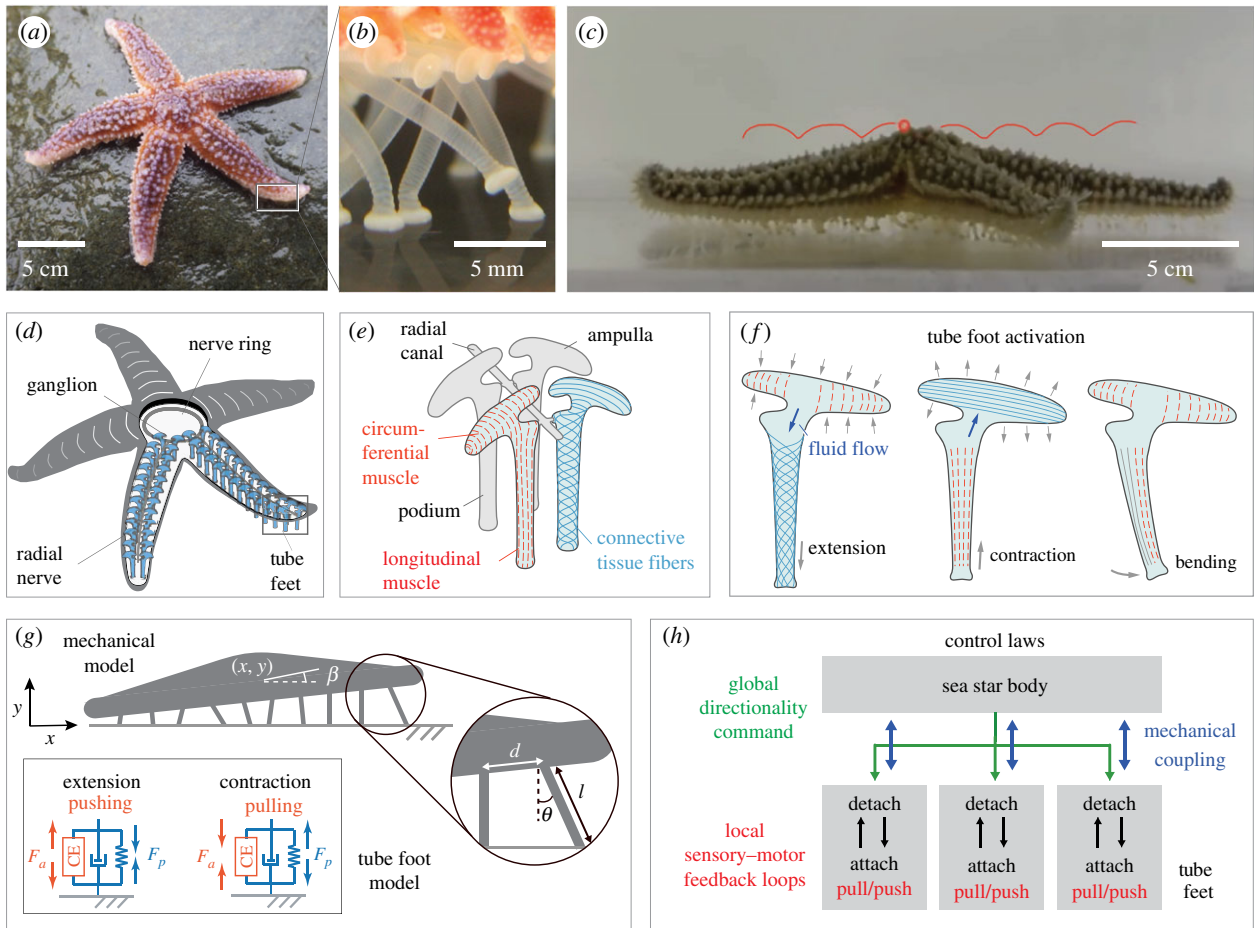 (a)
5 cm
(b)
5 mm
(c)
5 cm
(d)
nerve ring
ganglion
radial
nerve
tube
feet
(e)
radial
canal
ampulla
circum-
ferential
muscle
podium
longitudinal
muscle
connective
tissue fibers
(f)
tube foot activation
fluid flow
extension
contraction
bending
(g)
mechanical
model
(x, y)
β
y
x
d
l
θ
extension
pushing
contraction
pulling
F_a
CE
F_p
F_a
CE
F_p
tube foot
model
(h)
control laws
sea star body
global
directionality
command
mechanical
coupling
detach
detach
detach
attach
attach
attach
pull/push
pull/push
pull/push
local
sensory–motor
feedback loops
tube
feet